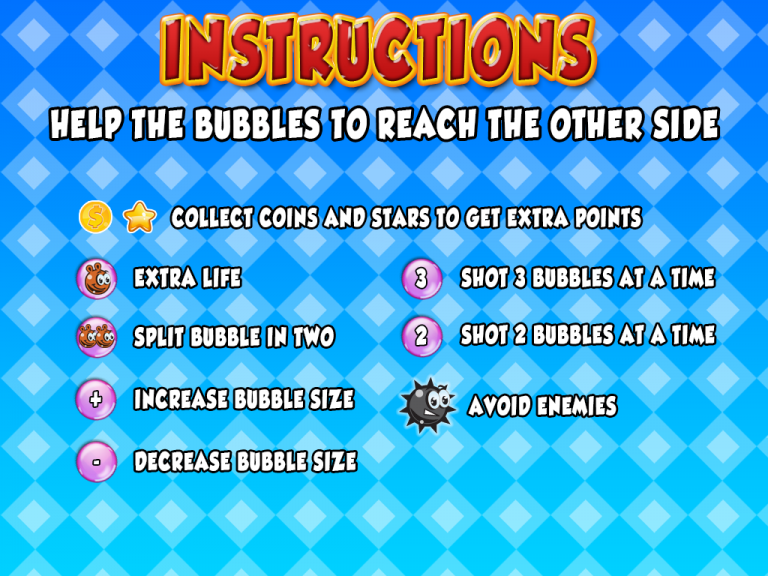 INSTRUCTIONS
HELP THE BUBBLES TO REACH THE OTHER SIDE
$ COLLECT COINS AND STARS TO GET EXTRA POINTS
EXTRA LIFE
3 SHOT 3 BUBBLES AT A TIME
SPLIT BUBBLE IN TWO
2 SHOT 2 BUBBLES AT A TIME
+ INCREASE BUBBLE SIZE
AVOID ENEMIES
- DECREASE BUBBLE SIZE